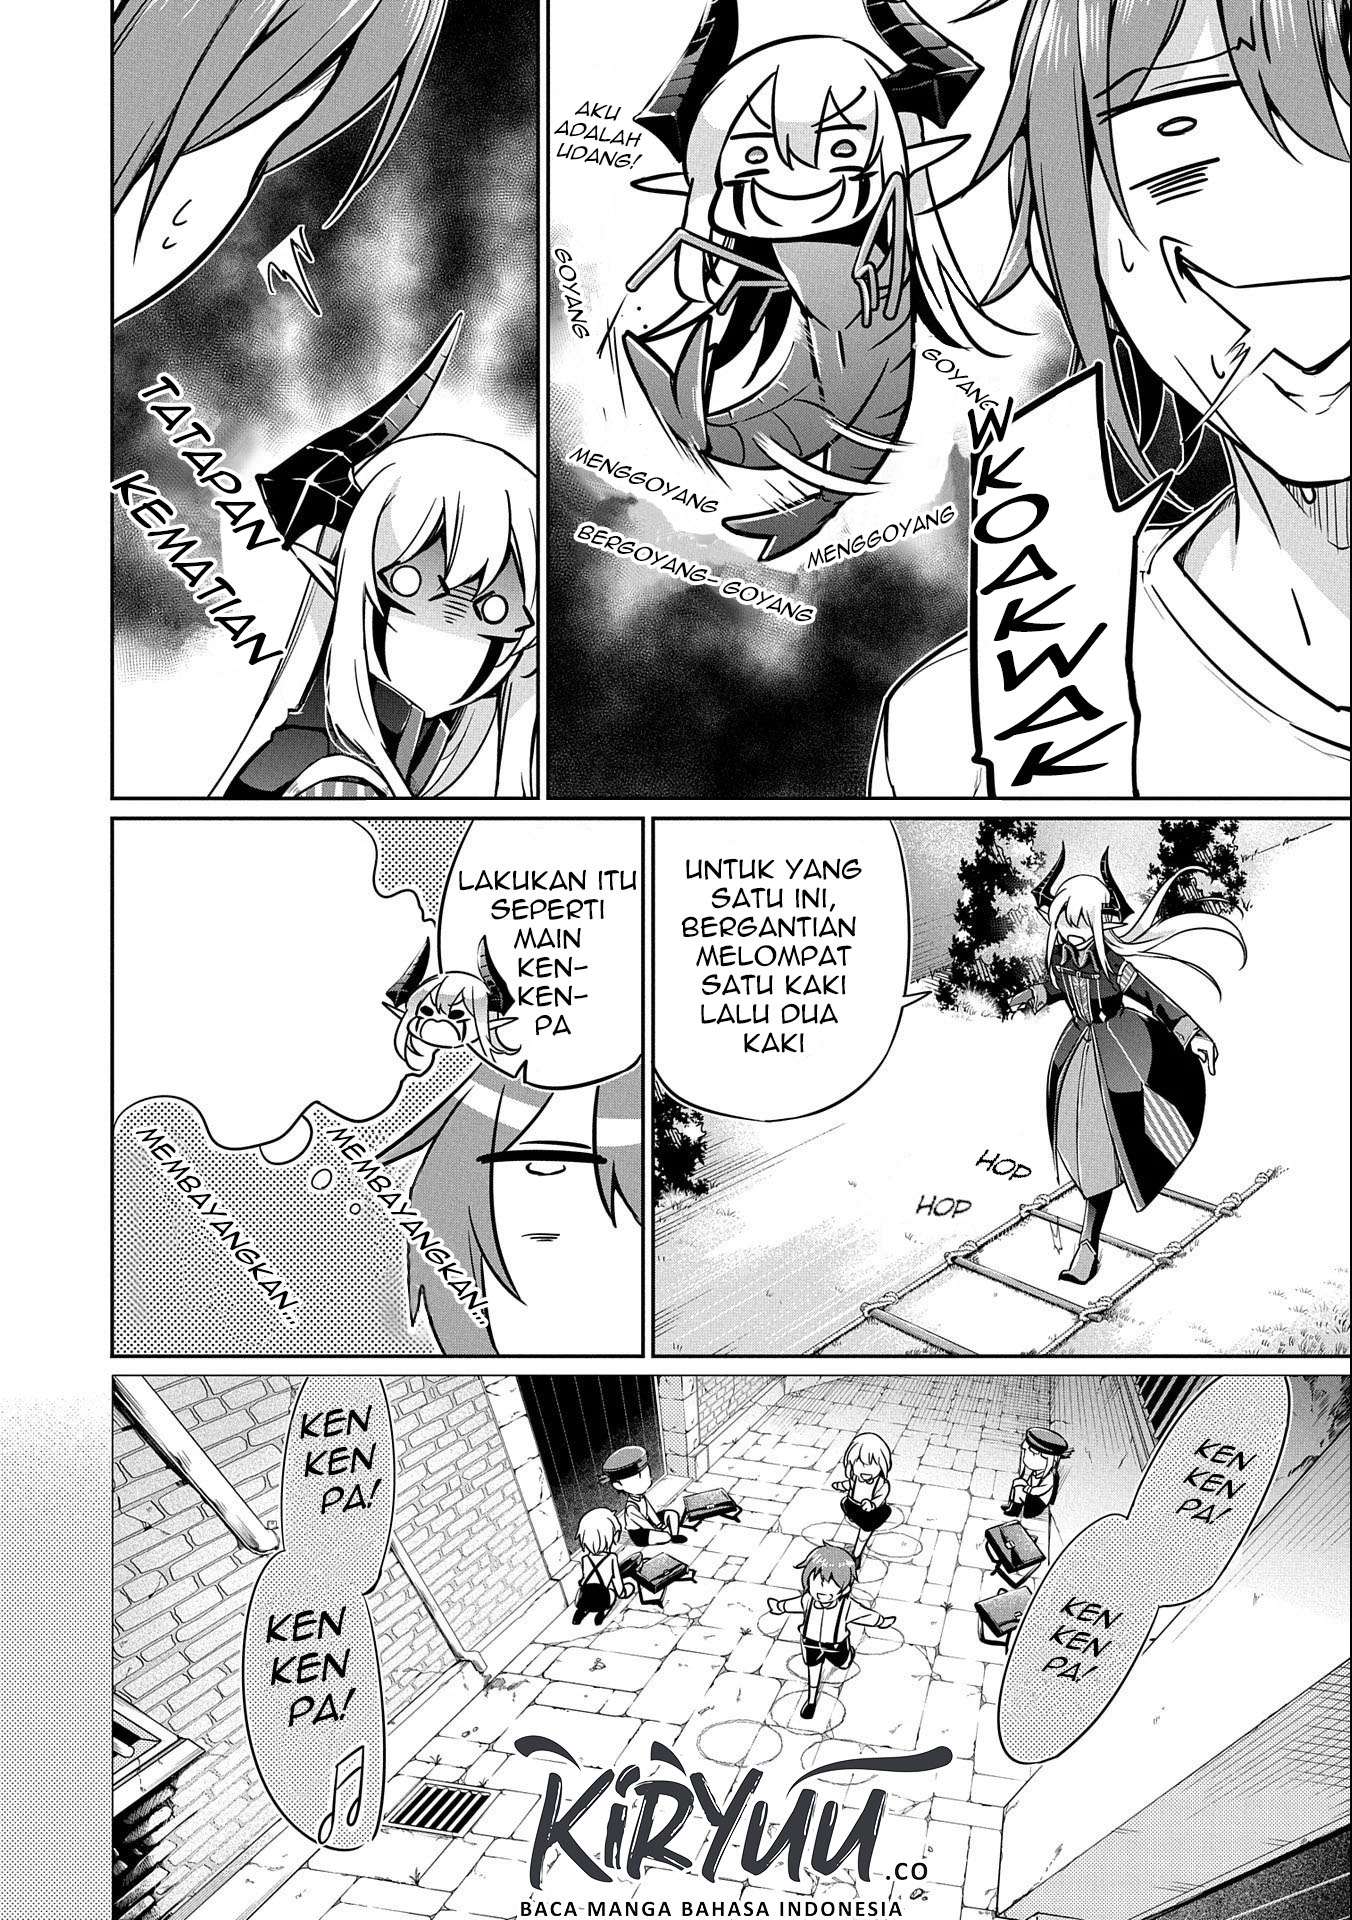 AKU
ADALAH
UDANG!
GOYANG
GOYANG
MENGGOYANG
MENGGOYANG
BERGOYANG-GOYANG
WKOAKWAK
TATAPAN
KEMATIAN
UNTUK YANG
SATU INI,
BERGANTIAN
MELOMPAT
SATU KAKI
LALU DUA
KAKI
HOP
HOP
LAKUKAN ITU
SEPERTI
MAIN
KEN-
KEN-
PA
MEMBAYANGKAN..
MEMBAYANGKAN...
KEN
KEN
PA!
KEN
KEN
PA!
KEN
KEN
PA!
KEN
KEN
PA!
KIRYUU
.CO
BACA MANGA BAHASA INDONESIA